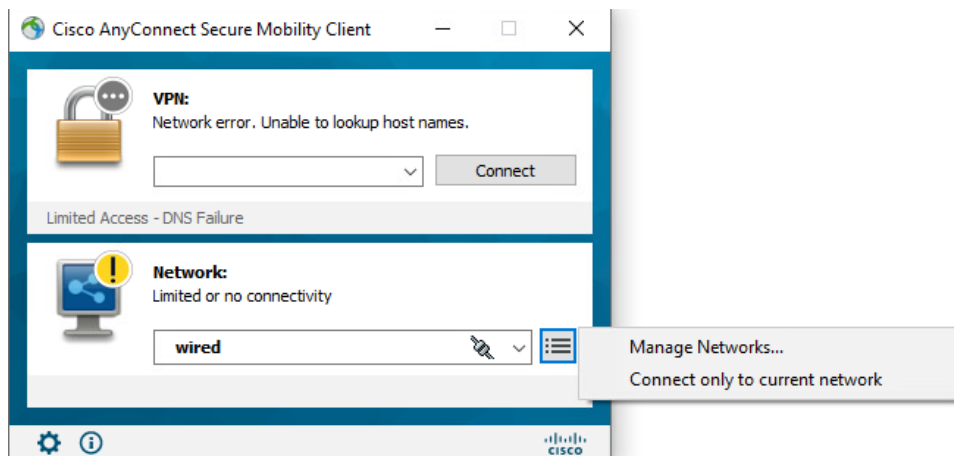 Cisco AnyConnect Secure Mobility Client
VPN:
Network error. Unable to lookup host names.
Connect
Limited Access - DNS Failure
Network:
Limited or no connectivity
wired
Manage Networks...
Connect only to current network
CISCO